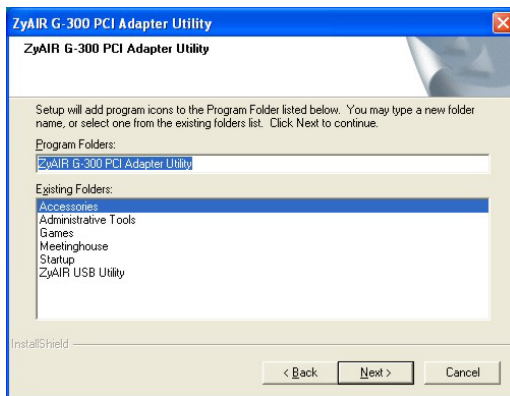 ZyAIR G-300 PCI Adapter Utility
ZyAIR G-300 PCI Adapter Utility
Setup will add program icons to the Program Folder listed below. You may type a new folder
name, or select one from the existing folders list. Click Next to continue.
Program Folders:
ZyAIR G-300 PCI Adapter Utility
Existing Folders:
Accessories
Administrative Tools
Games
Meetinghouse
Startup
ZyAIR USB Utility
InstallShield
< Back Next > Cancel